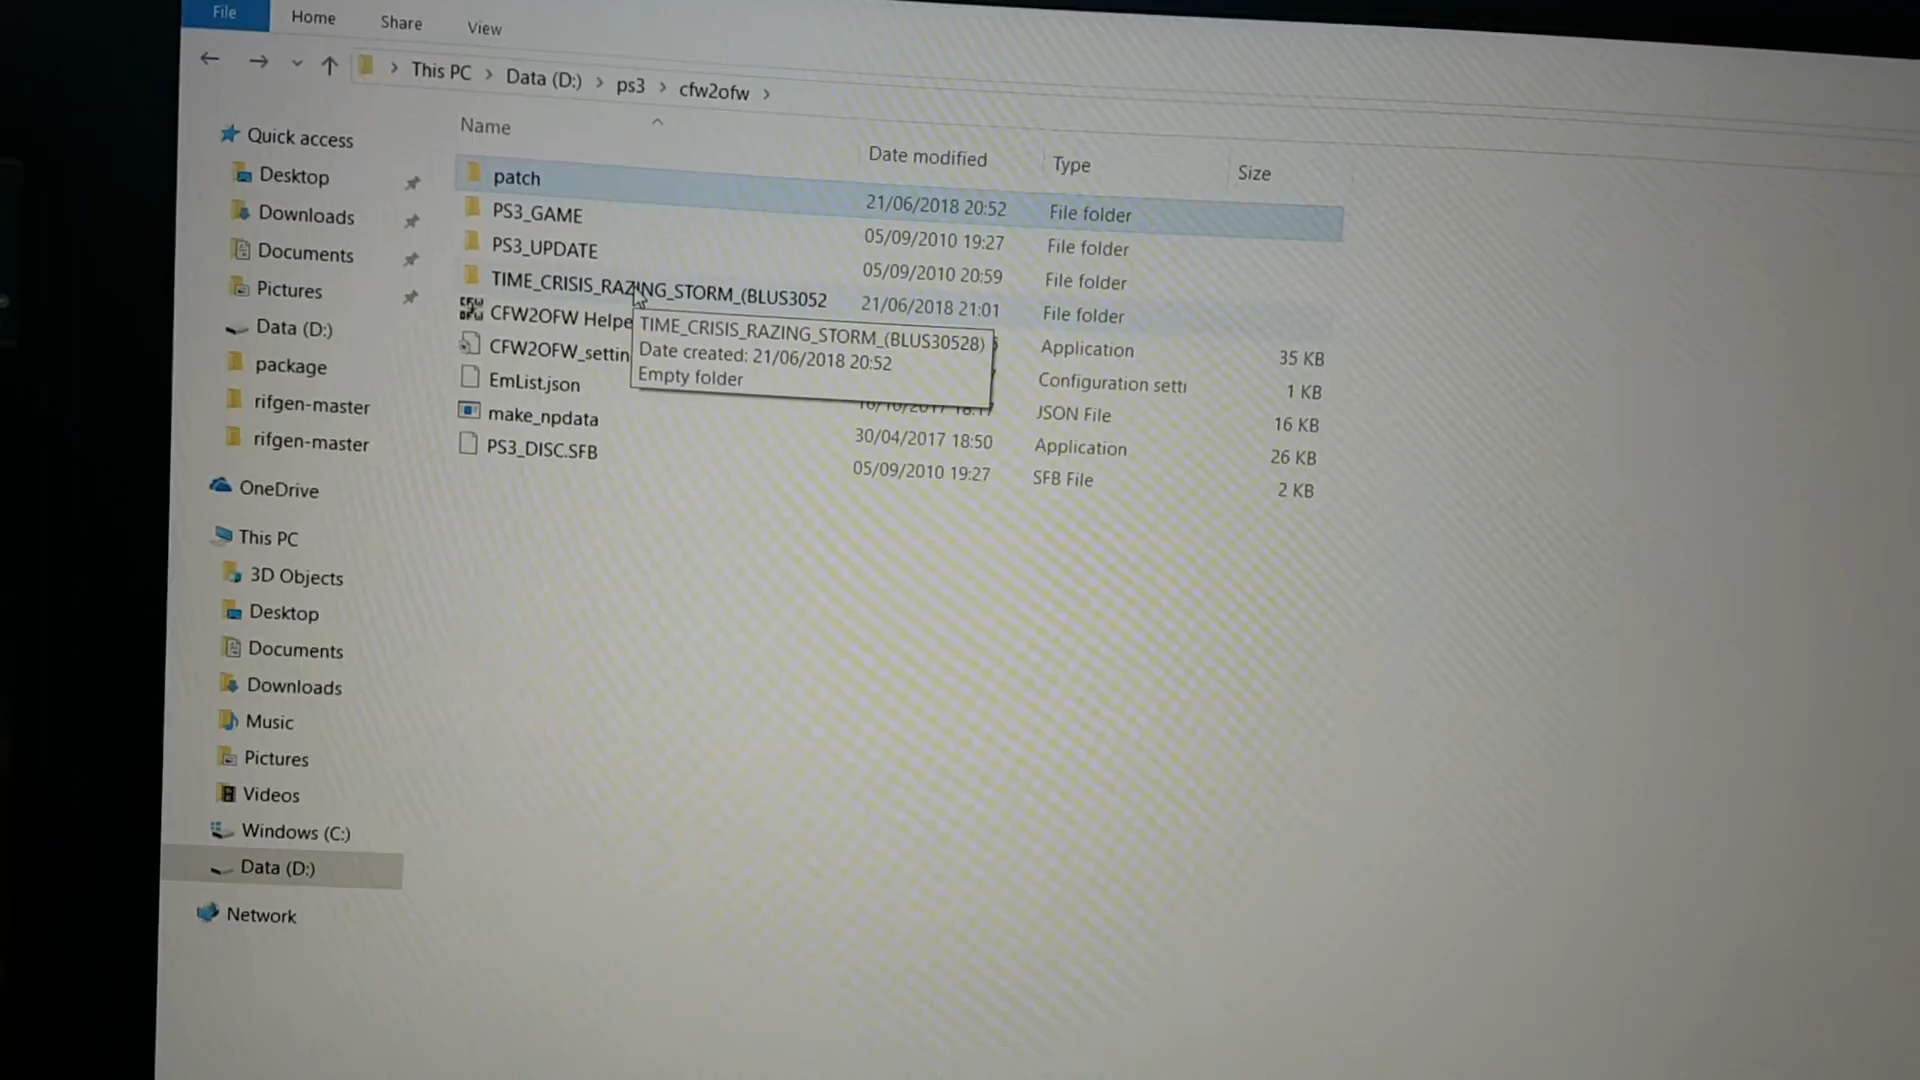 File Home Share View
This PC > Data (D:) > ps3 > cfw2ofw >
Name Date modified Type Size
Quick access
Desktop
Downloads
Documents
Pictures
Data (D:)
package
rifgen-master
rifgen-master
OneDrive
This PC
3D Objects
Desktop
Documents
Downloads
Music
Pictures
Videos
Windows (C:)
Data (D:)
Network
patch 21/06/2018 20:52 File folder
PS3_GAME 05/09/2010 19:27 File folder
PS3_UPDATE 05/09/2010 20:59 File folder
TIME_CRISIS_RAZING_STORM_(BLUS3052 21/06/2018 21:01 File folder
CFW2OFW Helpe Application 35 KB
CFW2OFW_settin Configuration setti 1 KB
EmList.json JSON File 16 KB
make_npdata 30/04/2017 18:50 Application 26 KB
PS3_DISC.SFB 05/09/2010 19:27 SFB File 2 KB
TIME_CRISIS_RAZING_STORM_(BLUS30528)
Date created: 21/06/2018 20:52
Empty folder